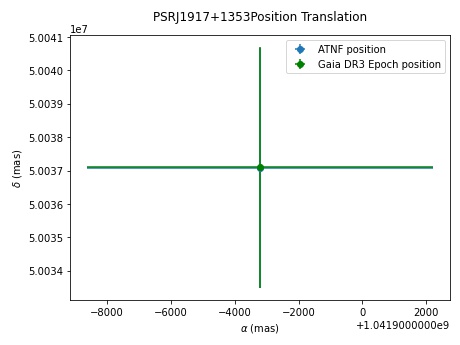 PSRJ1917+1353Position Translation
1e7
ATNF position
Gaia DR3 Epoch position
5.0041
5.0040
5.0039
5.0038
5.0037
5.0036
5.0035
5.0034
δ (mas)
−8000 −6000 −4000 −2000 0 2000
α (mas)
+1.0419000000e9